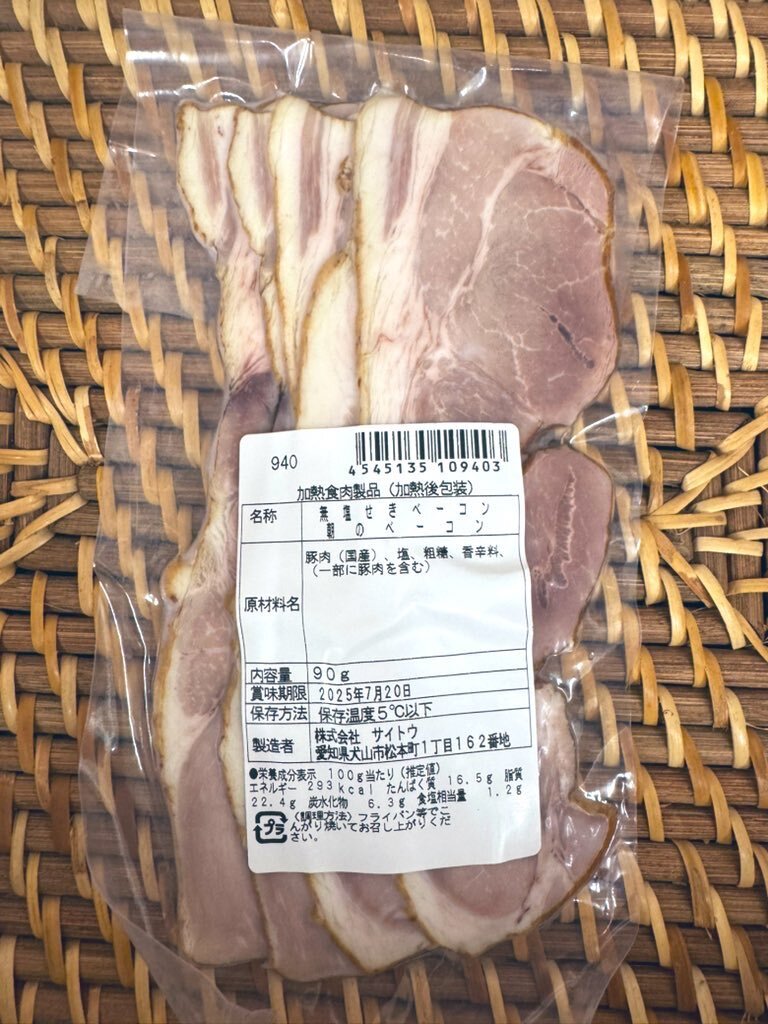 940
4545135 109403
加熱食肉製品（加熱後包装）
名称
無塩せきベーコン
朝のベーコン
原材料名
豚肉（国産）、塩、粗糖、香辛料、
（一部に豚肉を含む）
内容量 90g
賞味期限 2025年7月20日
保存方法 保存温度5℃以下
製造者
株式会社 サイトウ
愛知県犬山市松本町1丁目162番地
●栄養成分表示 100g当たり（推定値）
エネルギー 293kcal たんぱく質 16.5g 脂質
22.4g 炭水化物 6.3g 食塩相当量 1.2g
プラ
（調理方法）フライパン等でこ
んがり焼いてお召し上がりくだ
さい。